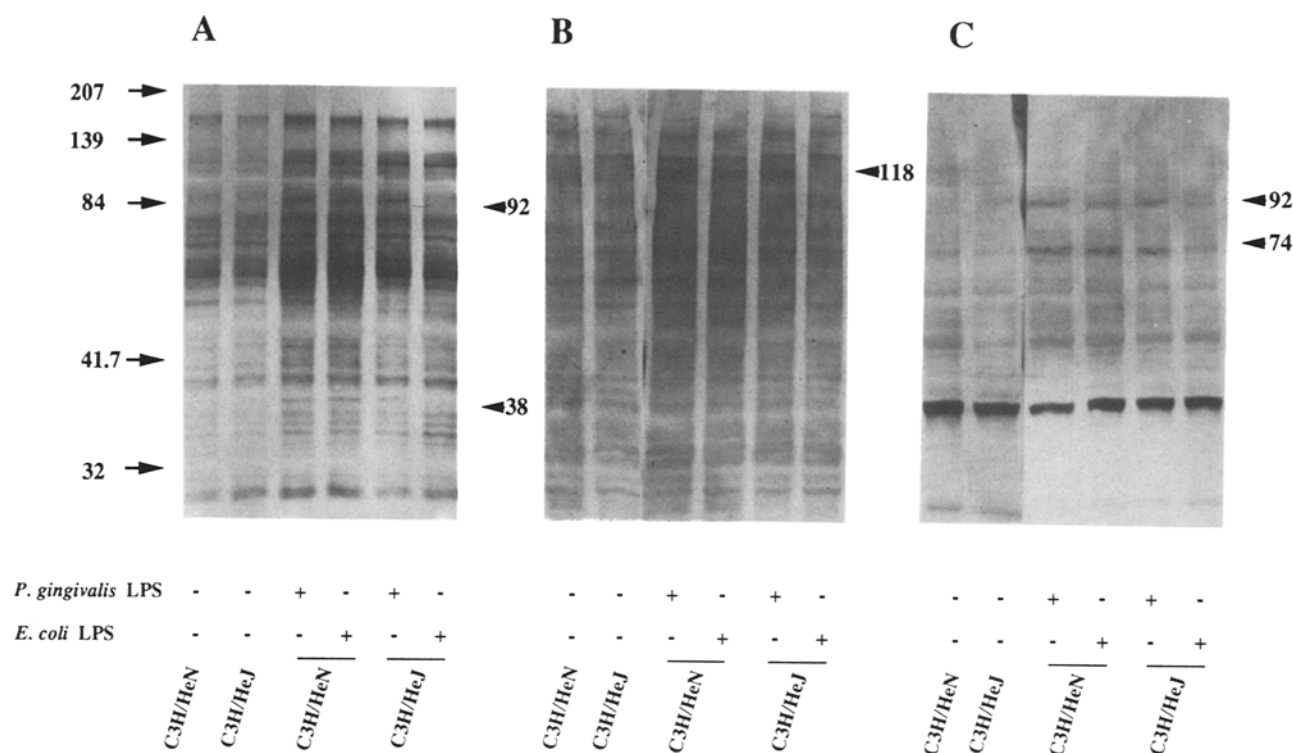 A B C
207
139
84
41.7
32
92
38
118
92
74
P. gingivalis LPS - - + - + - - - + - + - - - + - + -
E. coli LPS - - - + - + - - - + - + - - - + - +
C3H/HeN C3H/HeJ C3H/HeN C3H/HeJ C3H/HeN C3H/HeJ C3H/HeN C3H/HeJ C3H/HeN C3H/HeJ C3H/HeN C3H/HeJ